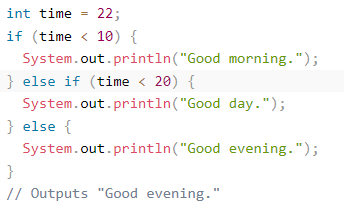 int time = 22;
if (time < 10) {
  System.out.println("Good morning.");
} else if (time < 20) {
  System.out.println("Good day.");
} else {
  System.out.println("Good evening.");
}
// Outputs "Good evening."